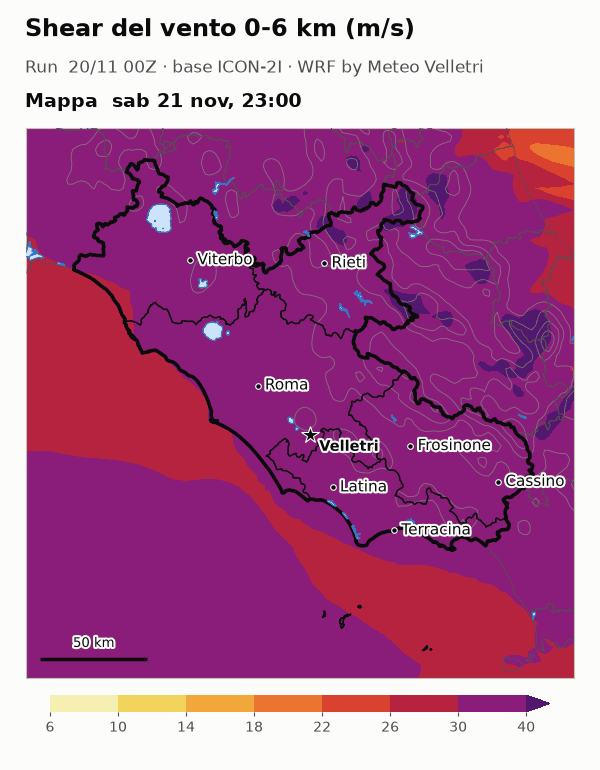 Shear del vento 0-6 km (m/s)
Run  20/11 00Z · base ICON-2I · WRF by Meteo Velletri
Mappa  sab 21 nov, 23:00
Viterbo
Rieti
Roma
Velletri
Frosinone
Latina
Cassino
Terracina
50 km
6 10 14 18 22 26 30 40